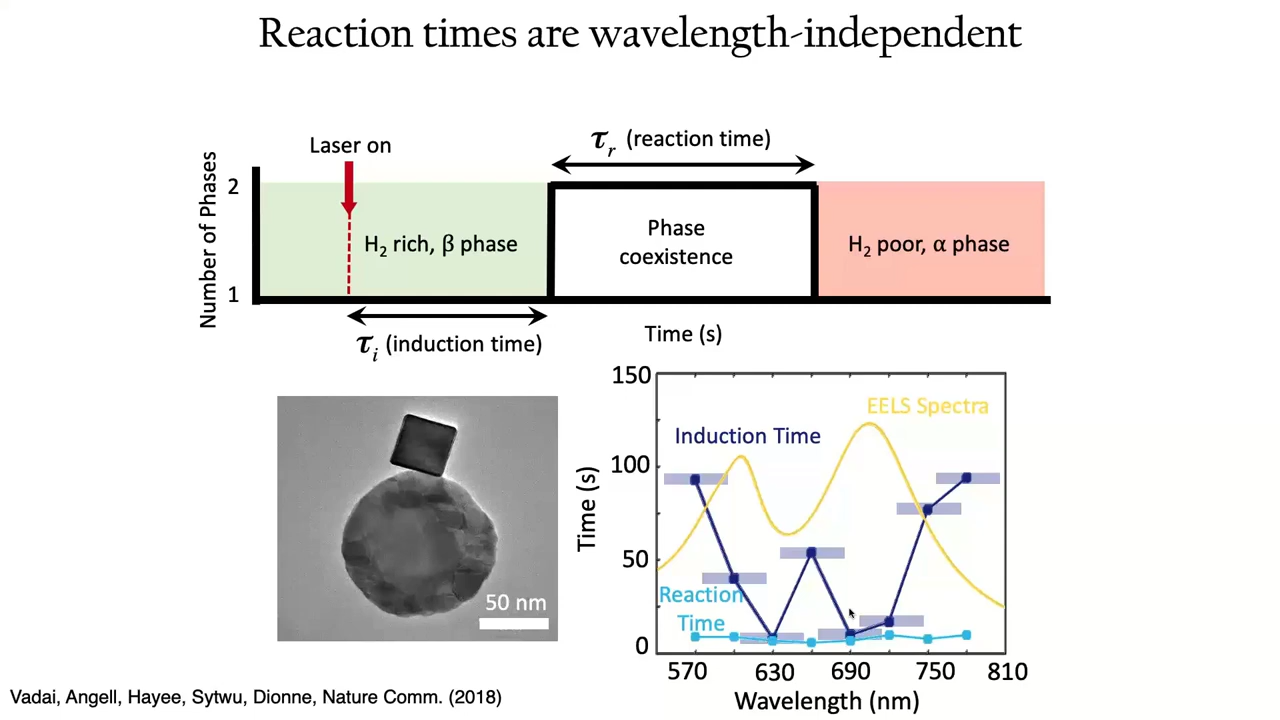 Reaction times are wavelength-independent
Laser on
τr (reaction time)
Number of Phases
2
1
H2 rich, β phase
Phase
coexistence
H2 poor, α phase
τi (induction time)
Time (s)
50 nm
150
100
50
0
Time (s)
EELS Spectra
Induction Time
Reaction
Time
570 630 690 750 810
Wavelength (nm)
Vadai, Angell, Hayee, Sytwu, Dionne, Nature Comm. (2018)